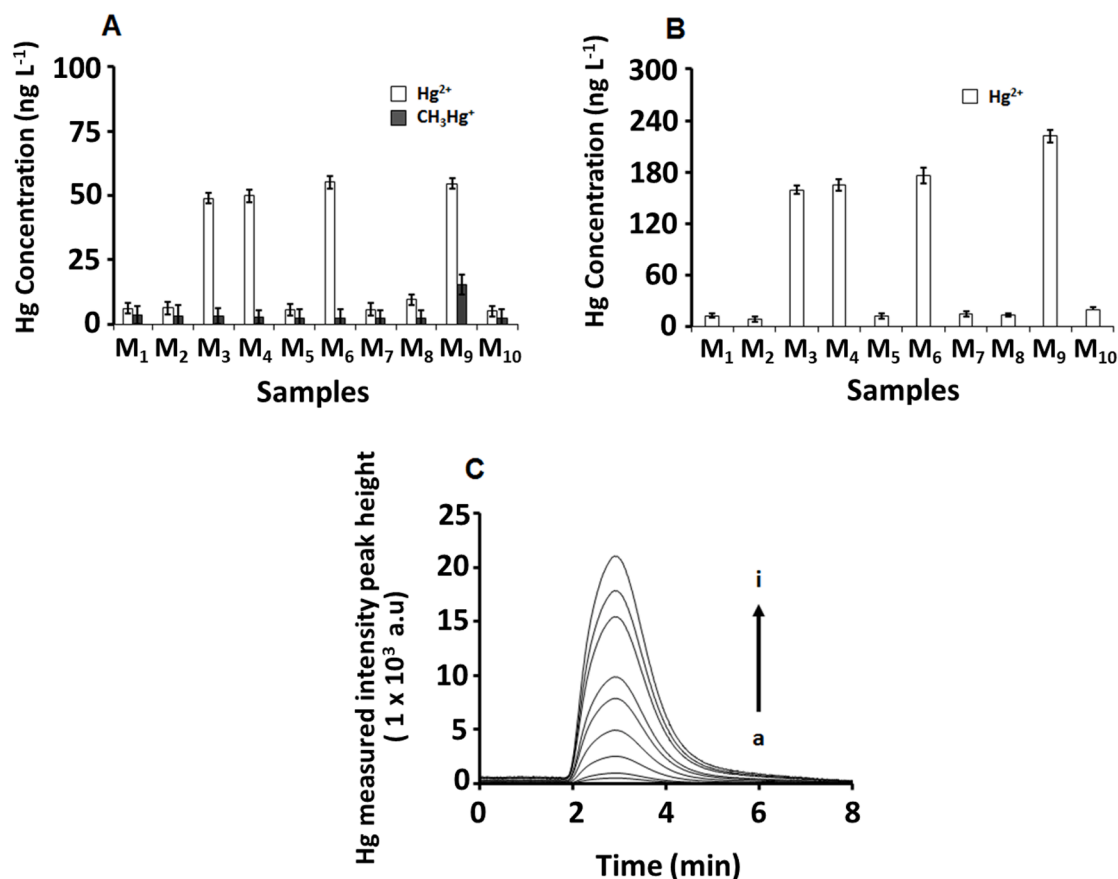 A
Hg Concentration (ng L⁻¹)
100
75
50
25
0
Hg²⁺
CH₃Hg⁺
M₁ M₂ M₃ M₄ M₅ M₆ M₇ M₈ M₉ M₁₀
Samples
B
Hg Concentration (ng L⁻¹)
300
240
180
120
60
0
Hg²⁺
M₁ M₂ M₃ M₄ M₅ M₆ M₇ M₈ M₉ M₁₀
Samples
C
Hg measured intensity peak height
( 1 x 10³ a.u)
25
20
15
10
5
0
i
a
0 2 4 6 8
Time (min)